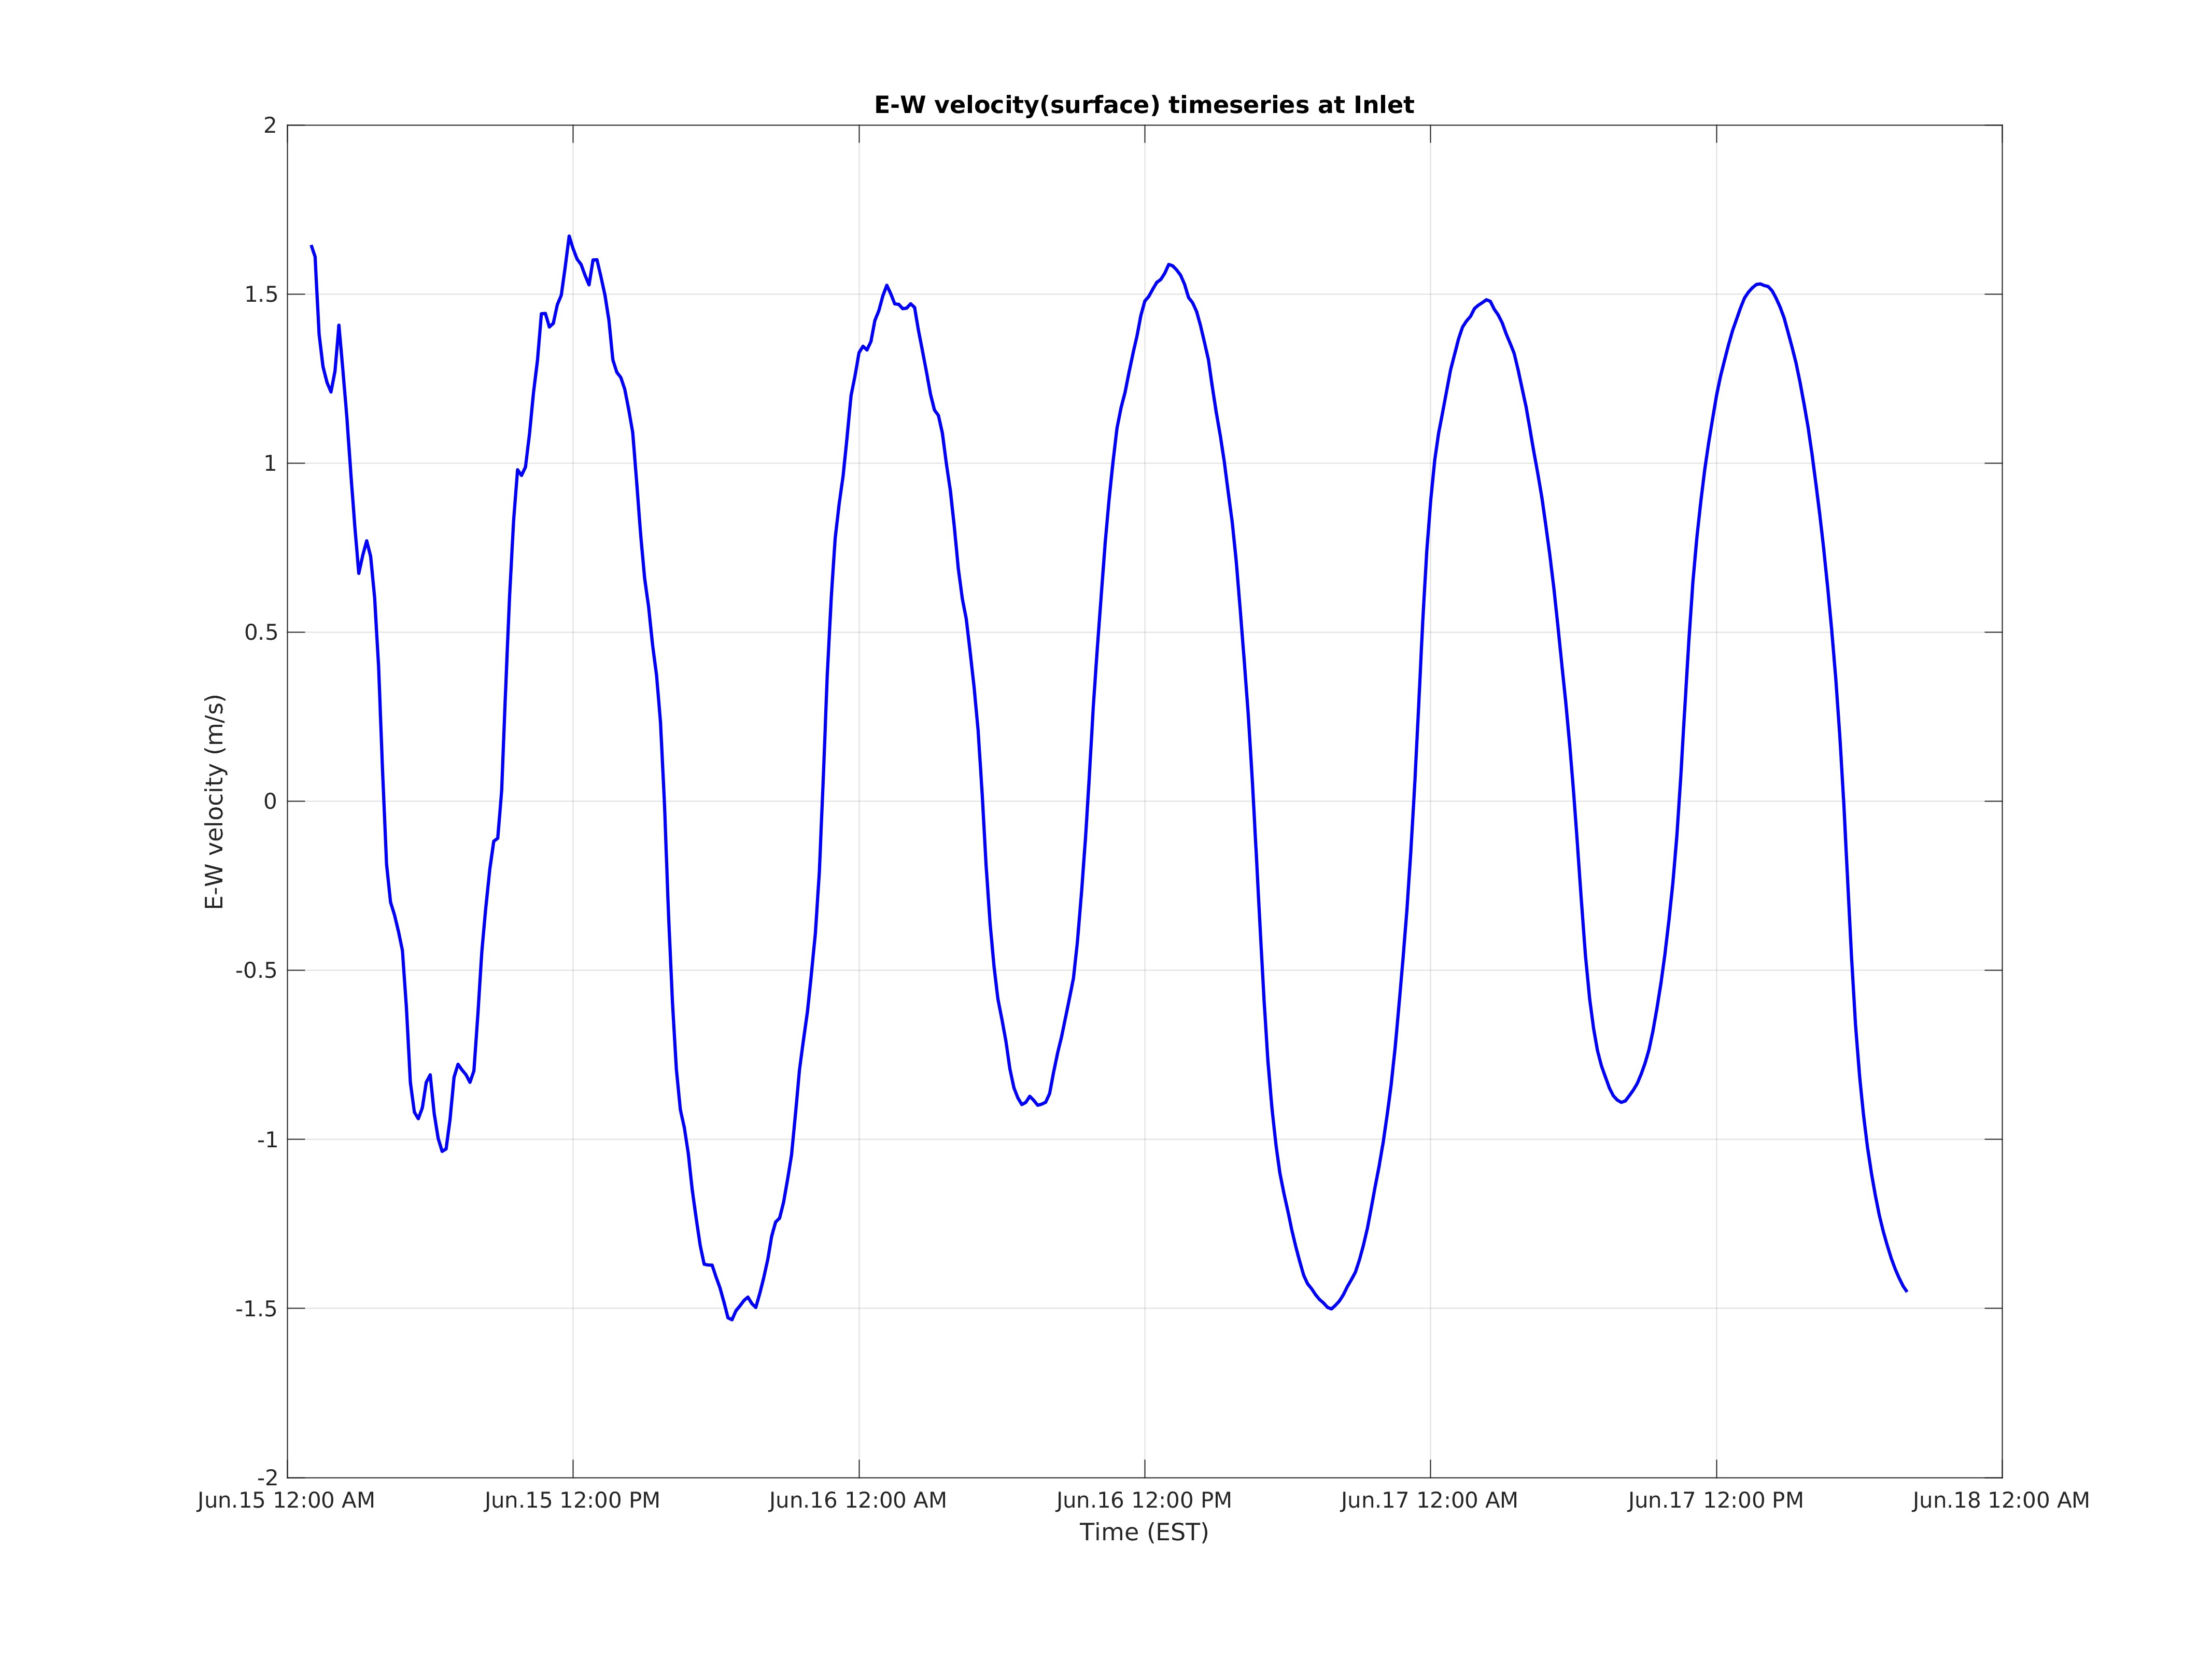 E-W velocity(surface) timeseries at Inlet
2
1.5
1
0.5
0
-0.5
-1
-1.5
-2
E-W velocity (m/s)
Jun.15 12:00 AM Jun.15 12:00 PM Jun.16 12:00 AM Jun.16 12:00 PM Jun.17 12:00 AM Jun.17 12:00 PM Jun.18 12:00 AM
Time (EST)